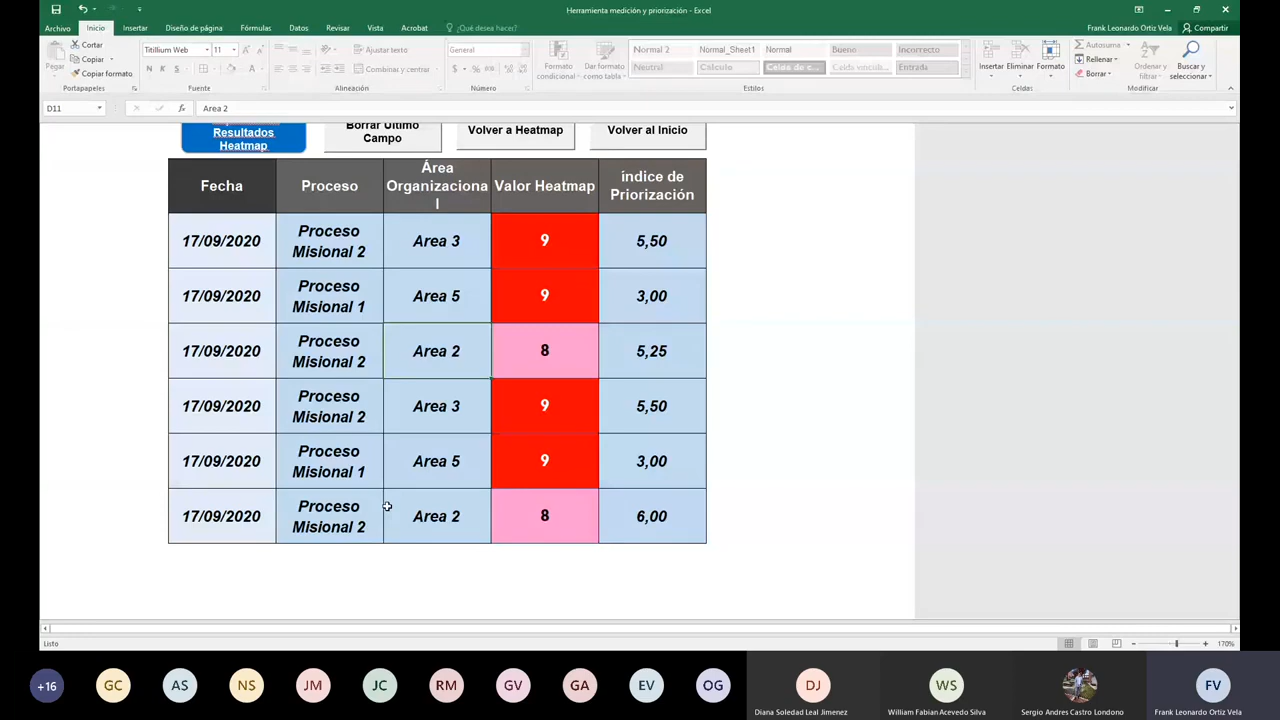 Herramienta medición y priorización - Excel
Archivo Inicio Insertar Diseño de página Fórmulas Datos Revisar Vista Acrobat ¿Qué desea hacer? Frank Leonardo Ortiz Vela Compartir
Pegar
Cortar
Copiar
Copiar formato
Portapapeles
Titillium Web 11
N K S
Fuente
Ajustar texto
Combinar y centrar
Alineación
General
Número
Formato condicional
Dar formato como tabla
Normal 2 Normal_Sheet1 Normal Bueno Incorrecto
Neutral Cálculo Celda de c... Celda vincula... Entrada
Estilos
Insertar Eliminar Formato
Celdas
Autosuma
Rellenar
Borrar
Ordenar y filtrar
Buscar y seleccionar
Modificar
D11 Area 2
Resultados
Heatmap
Borrar Último
Campo
Volver a Heatmap
Volver al Inicio
Fecha Proceso Área Organizacional Valor Heatmap índice de Priorización
17/09/2020 Proceso Misional 2 Area 3 9 5,50
17/09/2020 Proceso Misional 1 Area 5 9 3,00
17/09/2020 Proceso Misional 2 Area 2 8 5,25
17/09/2020 Proceso Misional 2 Area 3 9 5,50
17/09/2020 Proceso Misional 1 Area 5 9 3,00
17/09/2020 Proceso Misional 2 Area 2 8 6,00
Listo 170%
+16 GC AS NS JM JC RM GV GA EV OG DJ WS FV
Diana Soledad Leal Jimenez William Fabian Acevedo Silva Sergio Andres Castro Londono Frank Leonardo Ortiz Vela